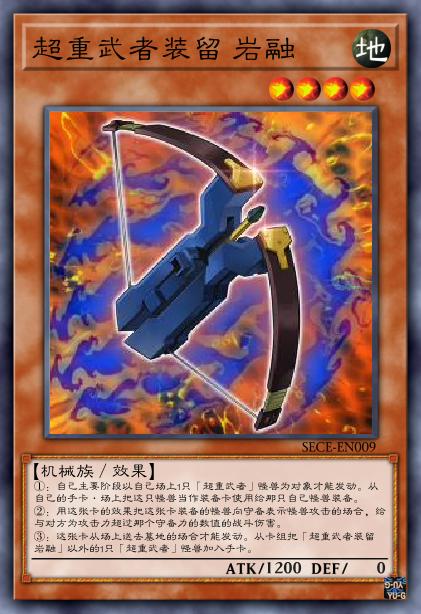 超重武者装留 岩融
地
SECE-EN009
【机械族／效果】
①：自己主要阶段以自己场上1只「超重武者」怪兽为对象才能发动。从
自己的手卡·场上把这只怪兽当作装备卡使用给那只自己怪兽装备。
②：用这张卡的效果把这张卡装备的怪兽向守备表示怪兽攻击的场合，给
与对方为攻击力超过那个守备力的数值的战斗伤害。
③：这张卡从场上送去墓地的场合才能发动。从卡组把「超重武者装留
岩融」以外的1只「超重武者」怪兽加入手卡。
ATK/1200 DEF/ 0